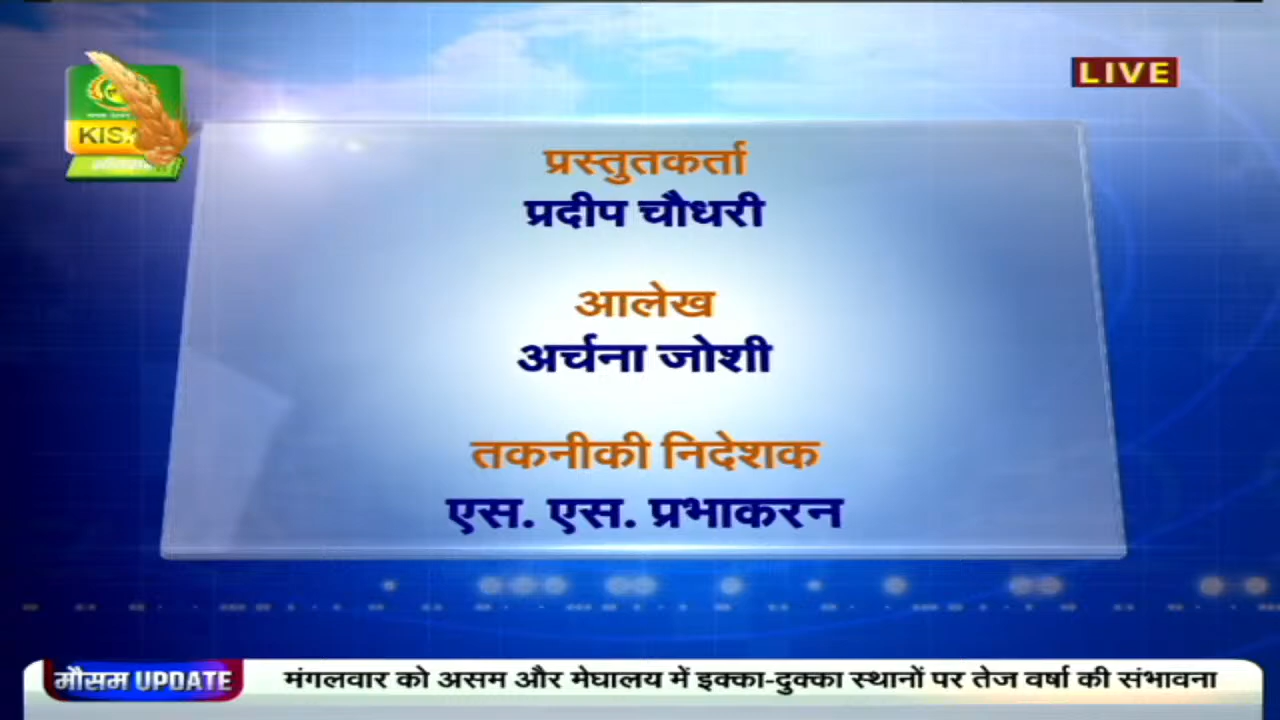 LIVE
KIS
प्रस्तुतकर्ता
प्रदीप चौधरी
आलेख
अर्चना जोशी
तकनीकी निदेशक
एस. एस. प्रभाकरन
मौसम UPDATE मंगलवार को असम और मेघालय में इक्का-दुक्का स्थानों पर तेज वर्षा की संभावना